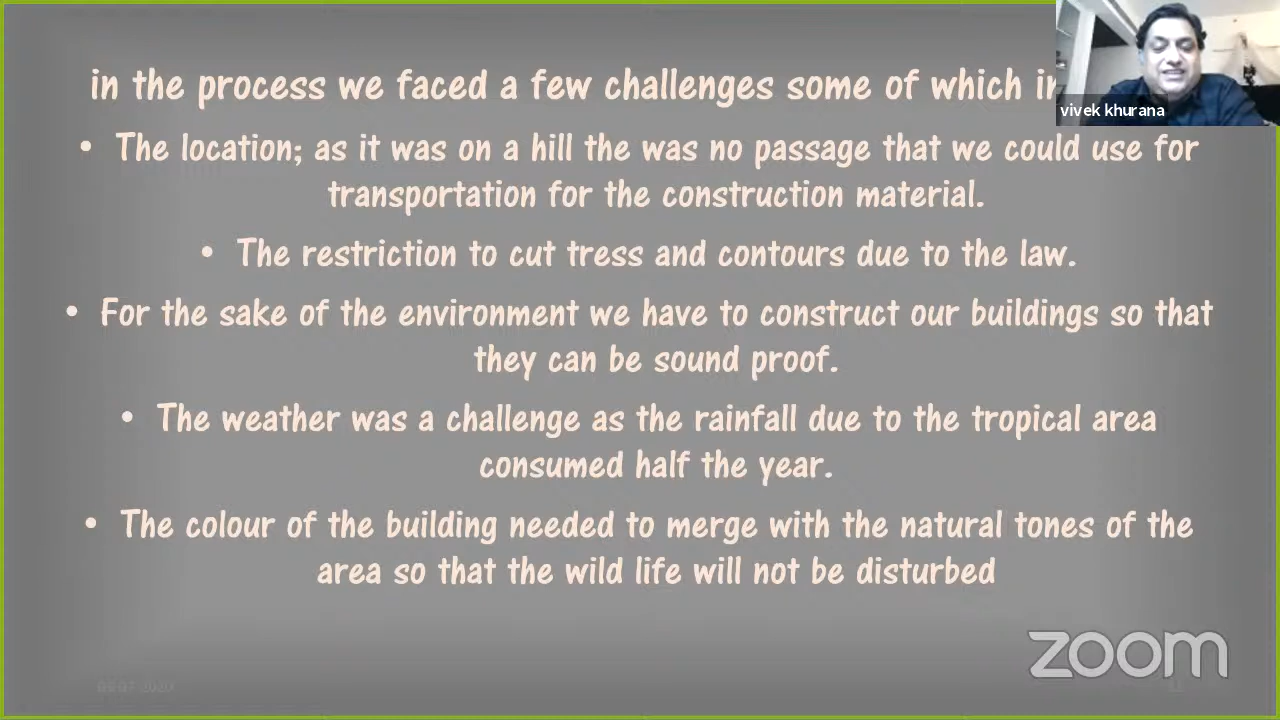 in the process we faced a few challenges some of which in
vivek khurana
• The location; as it was on a hill the was no passage that we could use for
transportation for the construction material.
• The restriction to cut tress and contours due to the law.
• For the sake of the environment we have to construct our buildings so that
they can be sound proof.
• The weather was a challenge as the rainfall due to the tropical area
consumed half the year.
• The colour of the building needed to merge with the natural tones of the
area so that the wild life will not be disturbed
zoom